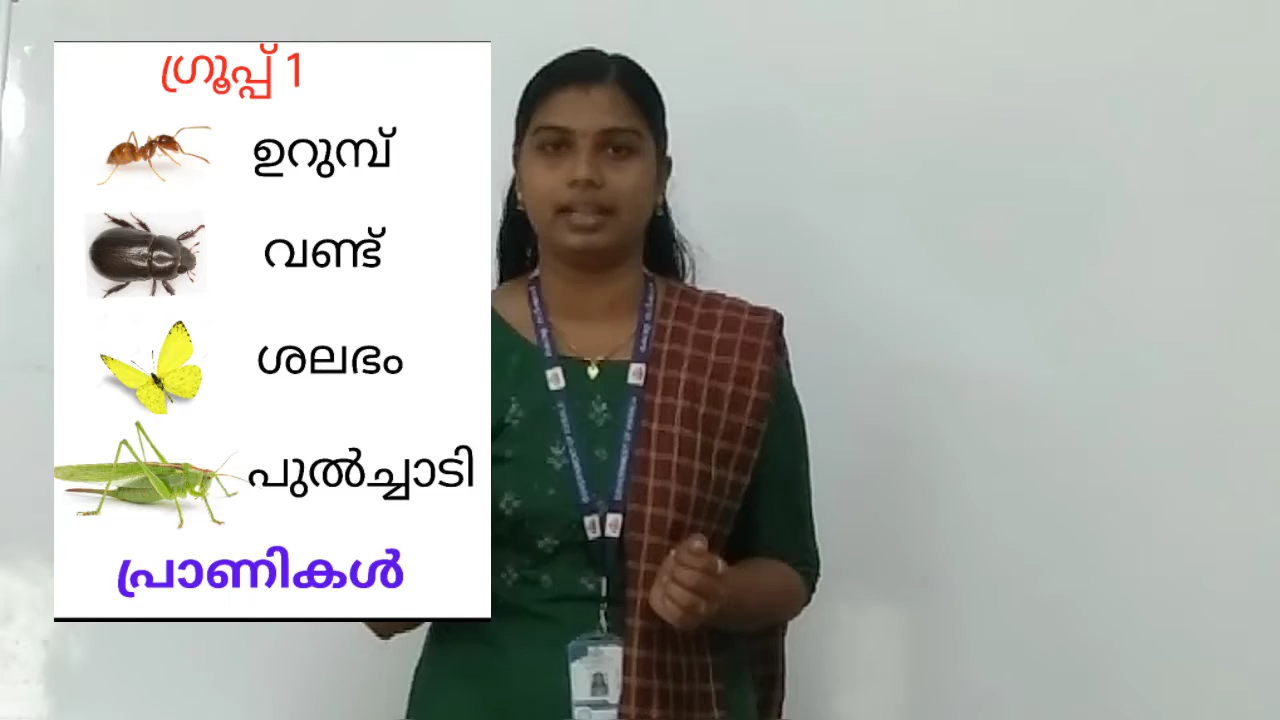 ഗ്രൂപ്പ് 1
ഉറുമ്പ്
വണ്ട്
ശലഭം
പുൽച്ചാടി
പ്രാണികൾ